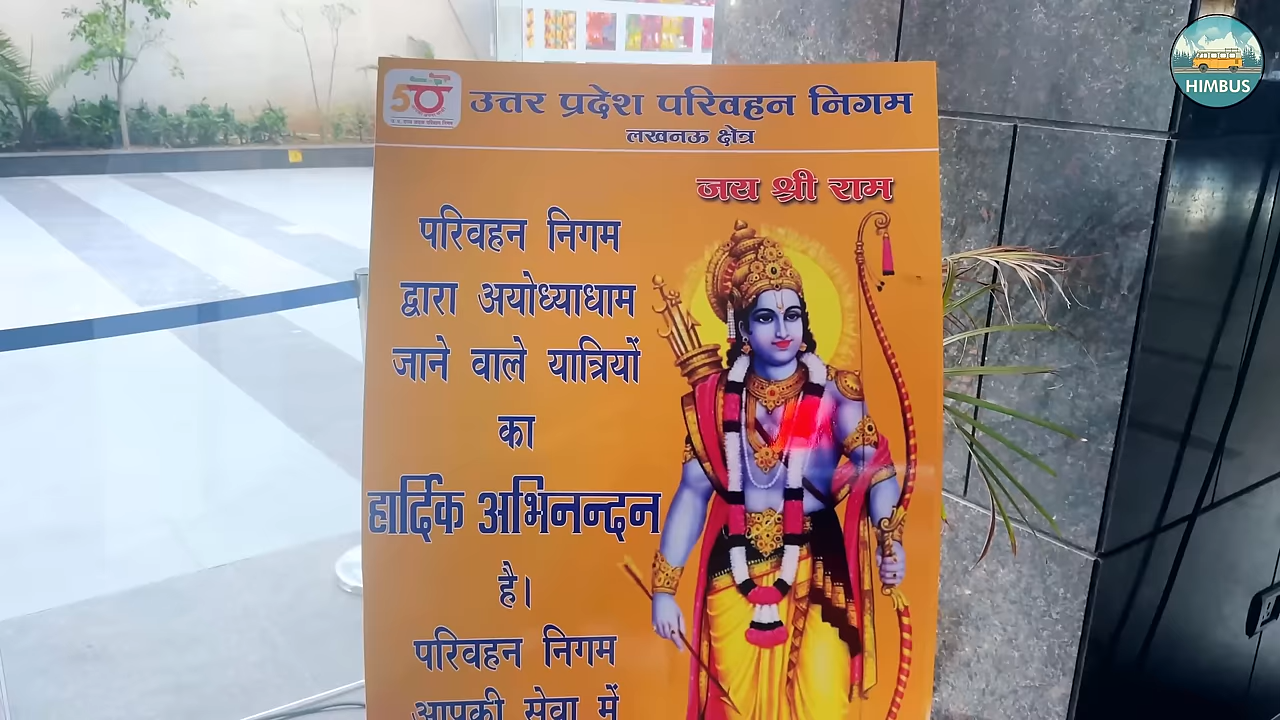 50
उत्तर प्रदेश परिवहन निगम
लखनऊ क्षेत्र
जय श्री राम
परिवहन निगम
द्वारा अयोध्याधाम
जाने वाले यात्रियों
का
हार्दिक अभिनन्दन
है।
परिवहन निगम
आपकी सेवा में
HIMBUS